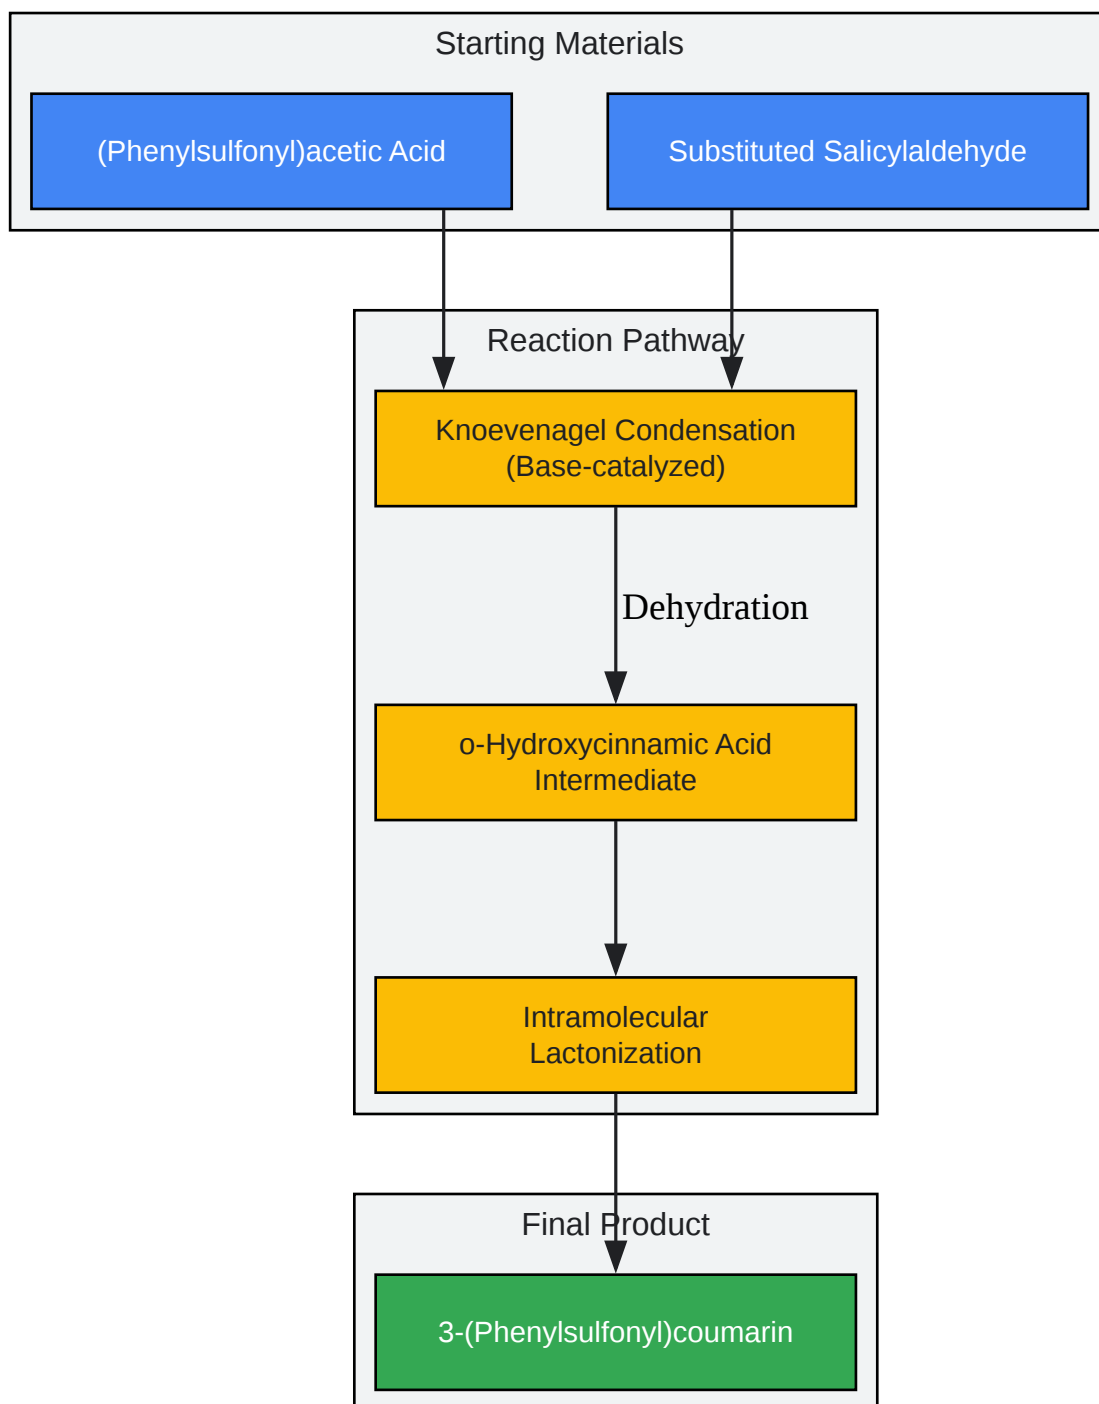 Starting Materials
(Phenylsulfonyl)acetic Acid
Substituted Salicylaldehyde
Reaction Pathway
Knoevenagel Condensation
(Base-catalyzed)
Dehydration
o-Hydroxycinnamic Acid
Intermediate
Intramolecular
Lactonization
Final Product
3-(Phenylsulfonyl)coumarin